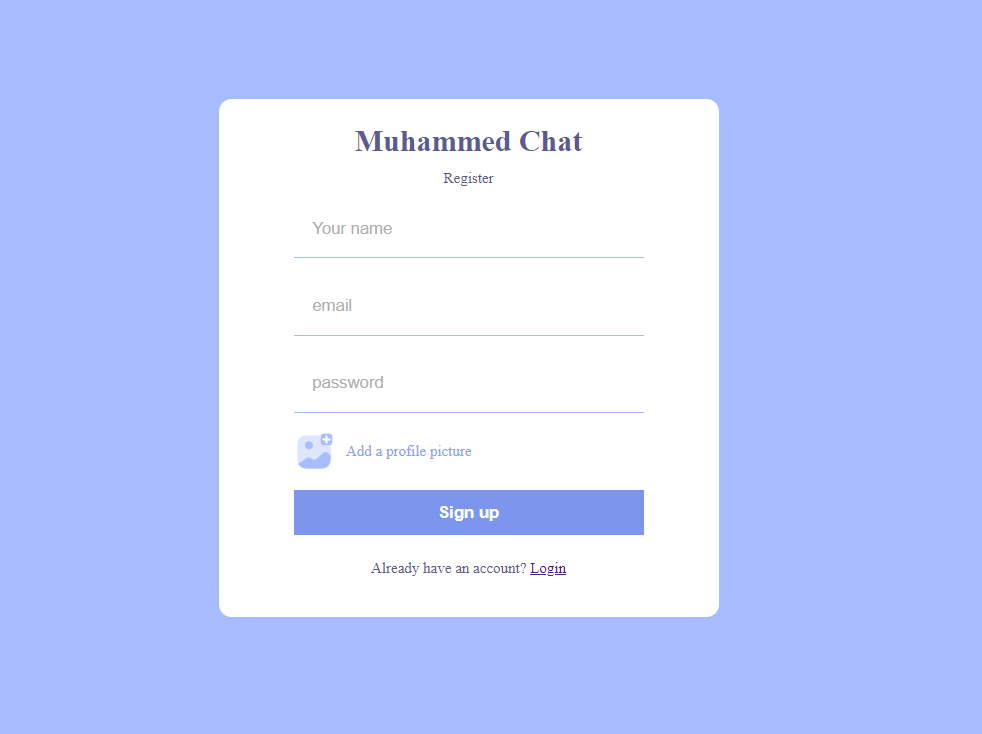 Muhammed Chat
Register
Your name
email
password
Add a profile picture
Sign up
Already have an account? Login